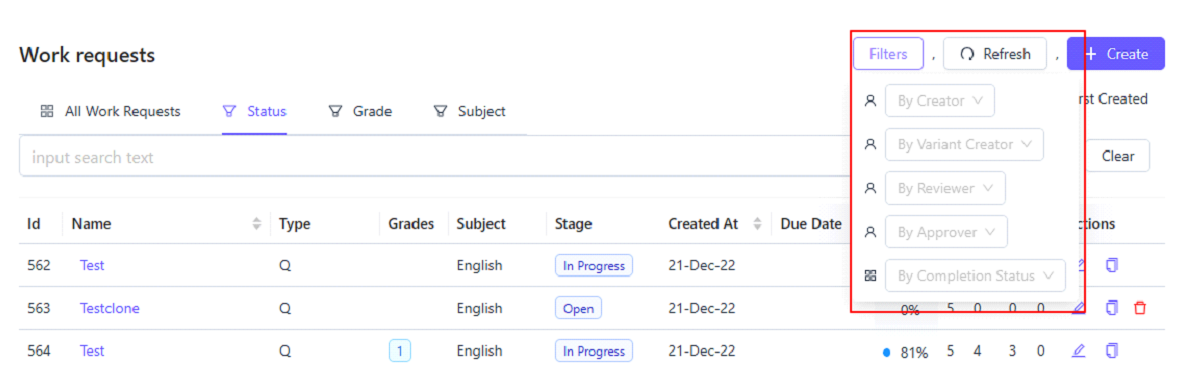 Work requests
Filters , Refresh , + Create
All Work Requests Status Grade Subject
By Creator
rst Created
input search text
By Variant Creator
Clear
By Reviewer
Id Name Type Grades Subject Stage Created At Due Date
By Approver
ctions
562 Test Q English In Progress 21-Dec-22
By Completion Status
563 Testclone Q English Open 21-Dec-22 0% 5 0 0 0
564 Test Q 1 English In Progress 21-Dec-22 81% 5 4 3 0